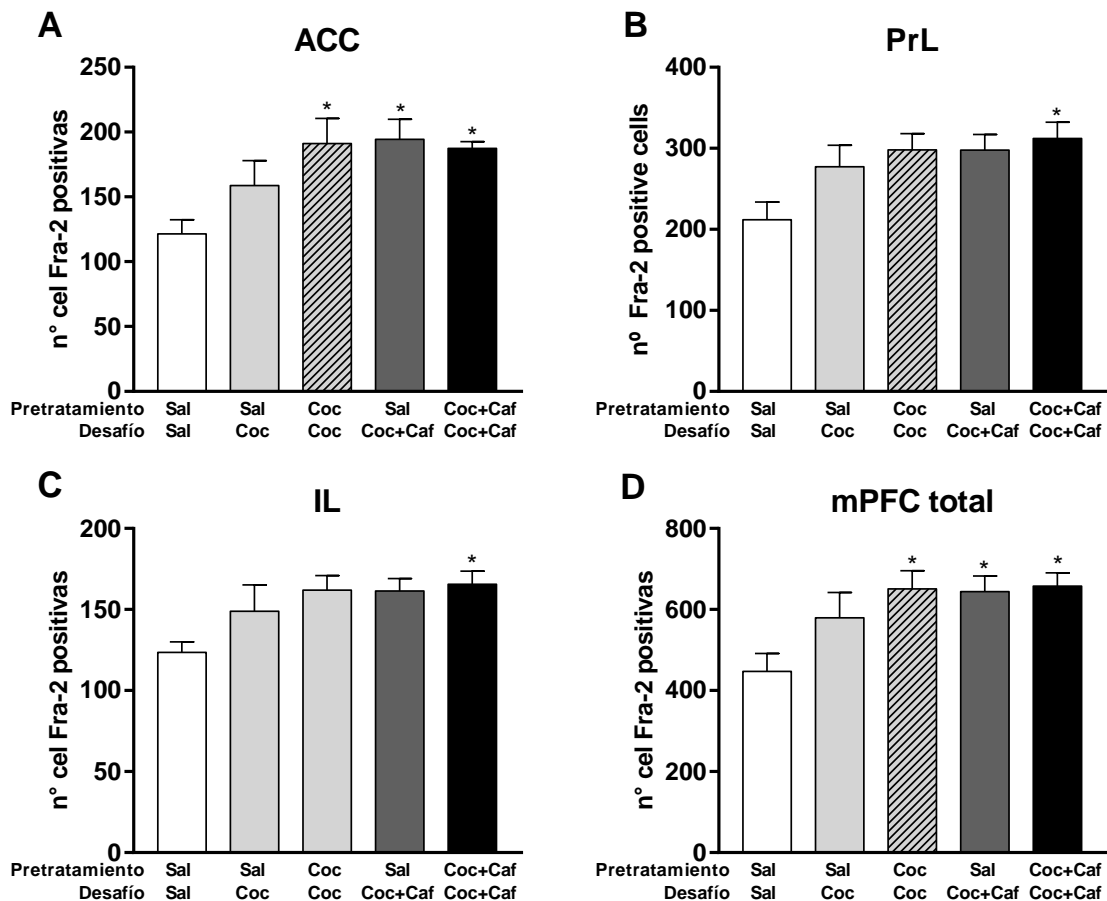 A
ACC
n° cel Fra-2 positivas
250
200
150
100
50
0
* * *
Pretratamiento Sal Sal Coc Sal Coc+Caf
Desafío Sal Coc Coc Coc+Caf Coc+Caf
B
PrL
nº Fra-2 positive cells
400
300
200
100
0
*
Pretratamiento Sal Sal Coc Sal Coc+Caf
Desafío Sal Coc Coc Coc+Caf Coc+Caf
C
IL
n° cel Fra-2 positivas
200
150
100
50
0
*
Pretratamiento Sal Sal Coc Sal Coc+Caf
Desafío Sal Coc Coc Coc+Caf Coc+Caf
D
mPFC total
n° cel Fra-2 positivas
800
600
400
200
0
* * *
Pretratamiento Sal Sal Coc Sal Coc+Caf
Desafío Sal Coc Coc Coc+Caf Coc+Caf